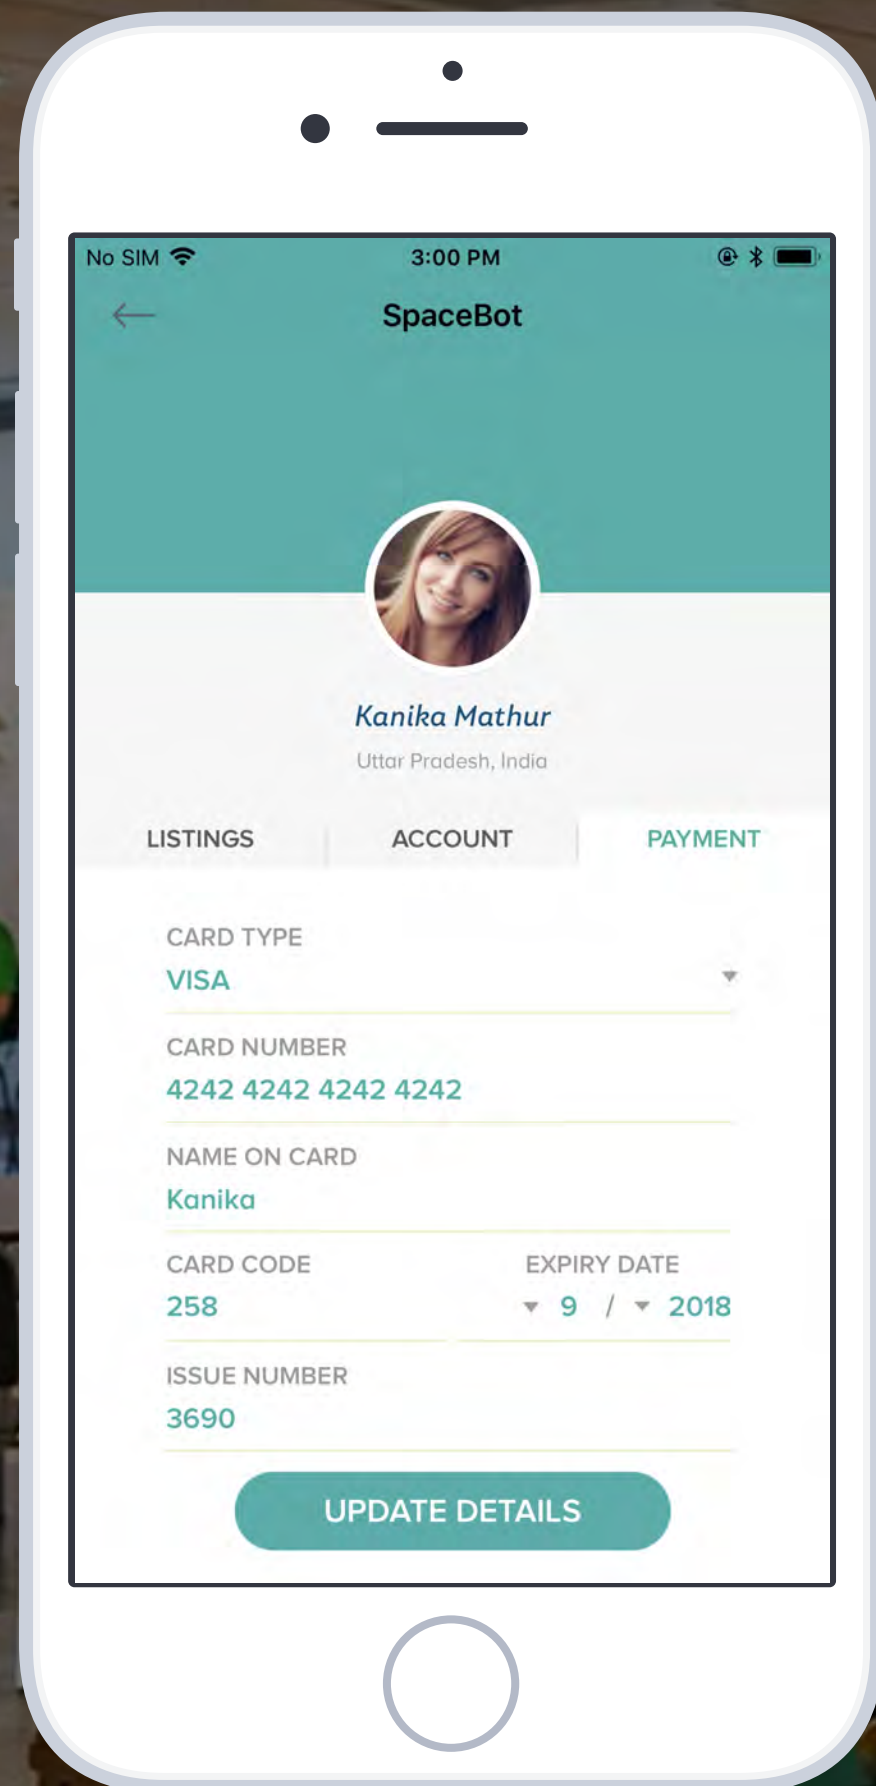 No SIM 3:00 PM
SpaceBot
Kanika Mathur
Uttar Pradesh, India
LISTINGS ACCOUNT PAYMENT
CARD TYPE
VISA
CARD NUMBER
4242 4242 4242 4242
NAME ON CARD
Kanika
CARD CODE EXPIRY DATE
258 9 / 2018
ISSUE NUMBER
3690
UPDATE DETAILS